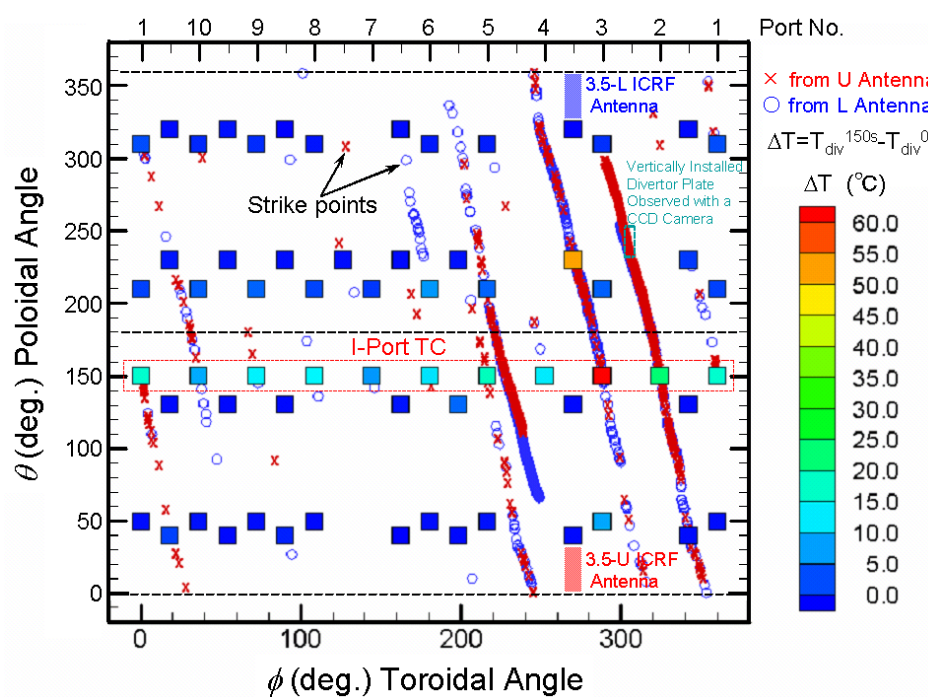 1 10 9 8 7 6 5 4 3 2 1 Port No.
350
300
250
200
150
100
50
0
θ (deg.) Poloidal Angle
3.5-L ICRF
Antenna
Strike points
Vertically Installed
Divertor Plate
Observed with a
CCD Camera
I-Port TC
3.5-U ICRF
Antenna
0 100 200 300
ϕ (deg.) Toroidal Angle
× from U Antenna
○ from L Antenna
ΔT=T_div^150s-T_div^0
ΔT (°C)
60.0
55.0
50.0
45.0
40.0
35.0
30.0
25.0
20.0
15.0
10.0
5.0
0.0